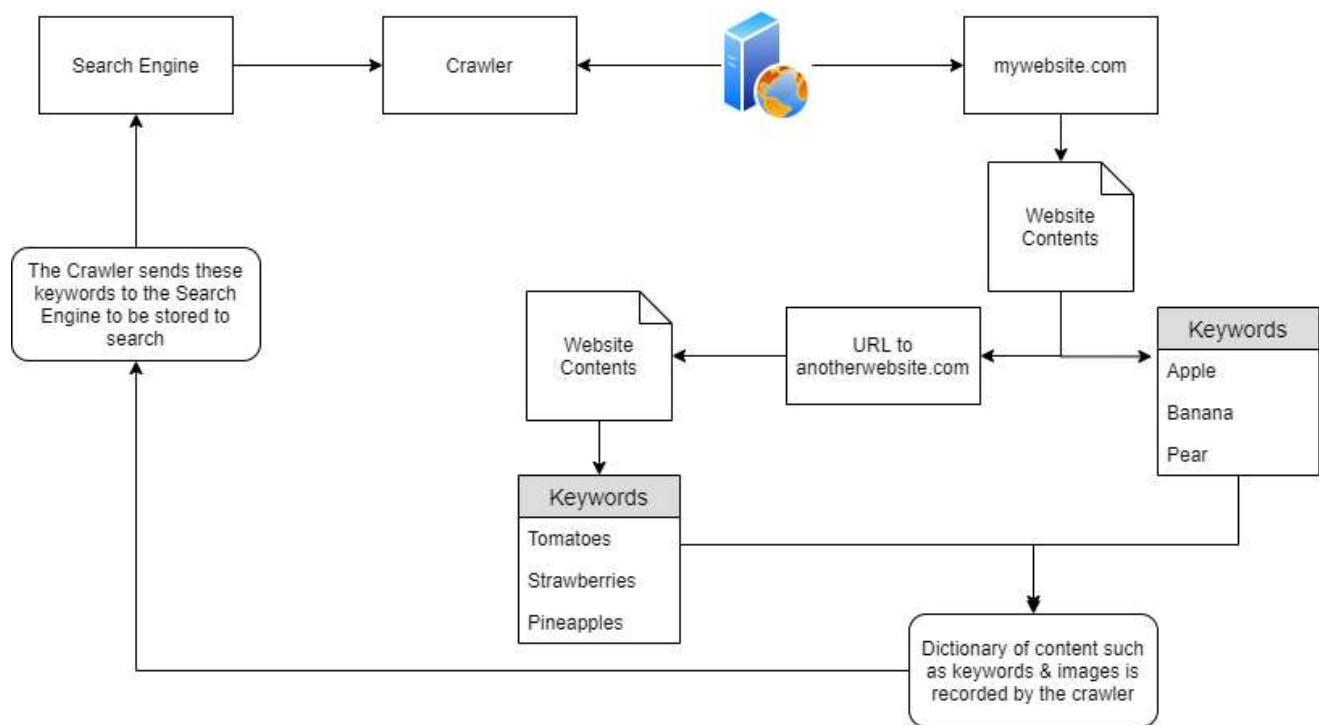 Search Engine
Crawler
mywebsite.com
Website
Contents
The Crawler sends these
keywords to the Search
Engine to be stored to
search
Website
Contents
URL to
anotherwebsite.com
Keywords
Apple
Banana
Pear
Keywords
Tomatoes
Strawberries
Pineapples
Dictionary of content such
as keywords & images is
recorded by the crawler